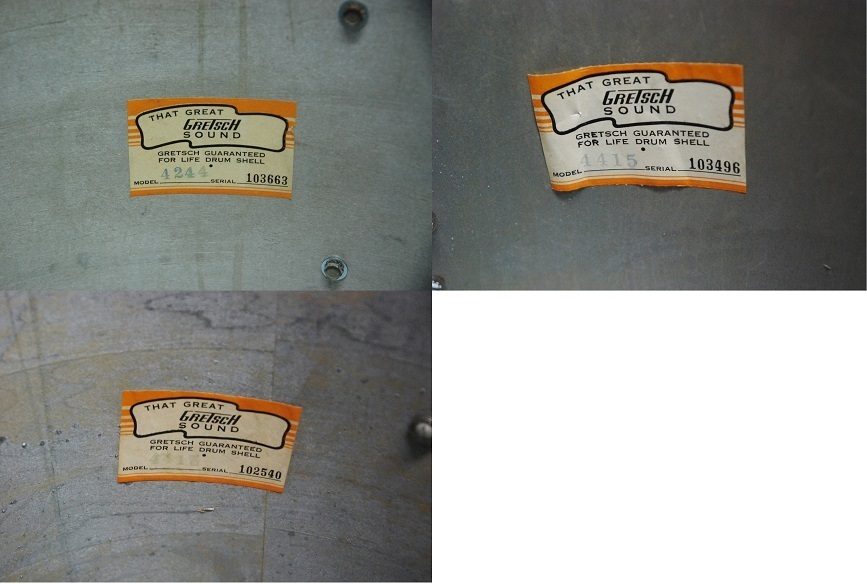 THAT GREAT
GRETSCH
SOUND
GRETSCH GUARANTEED
FOR LIFE DRUM SHELL
MODEL 4244 SERIAL 103663
THAT GREAT
GRETSCH
SOUND
GRETSCH GUARANTEED
FOR LIFE DRUM SHELL
MODEL 4415 SERIAL 103496
THAT GREAT
GRETSCH
SOUND
GRETSCH GUARANTEED
FOR LIFE DRUM SHELL
MODEL SERIAL 102540